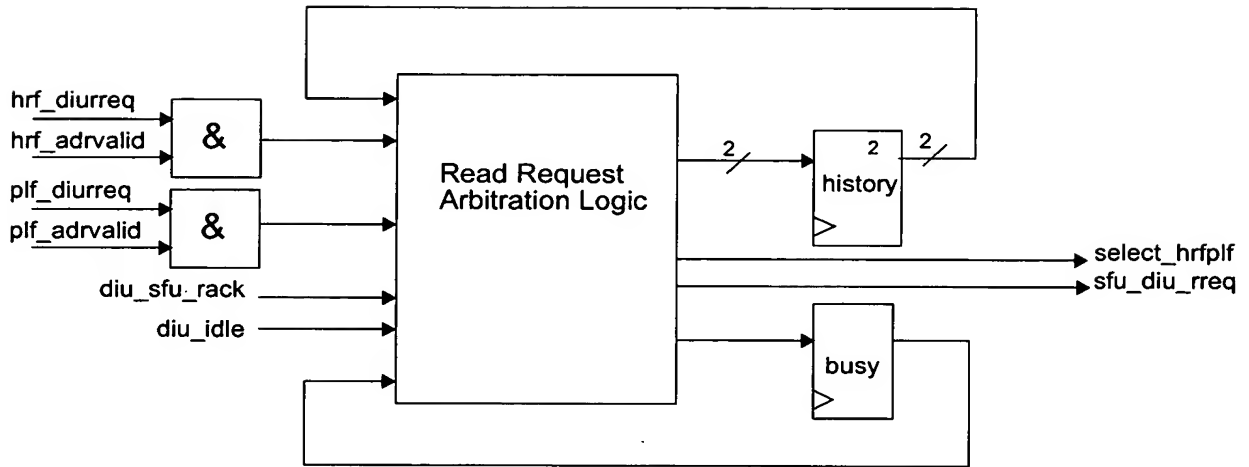 hrf_diurreq
hrf_adrvalid
&
plf_diurreq
plf_adrvalid
&
diu_sfu_rack
diu_idle
Read Request
Arbitration Logic
2
2
2
history
select_hrfplf
sfu_diu_rreq
busy